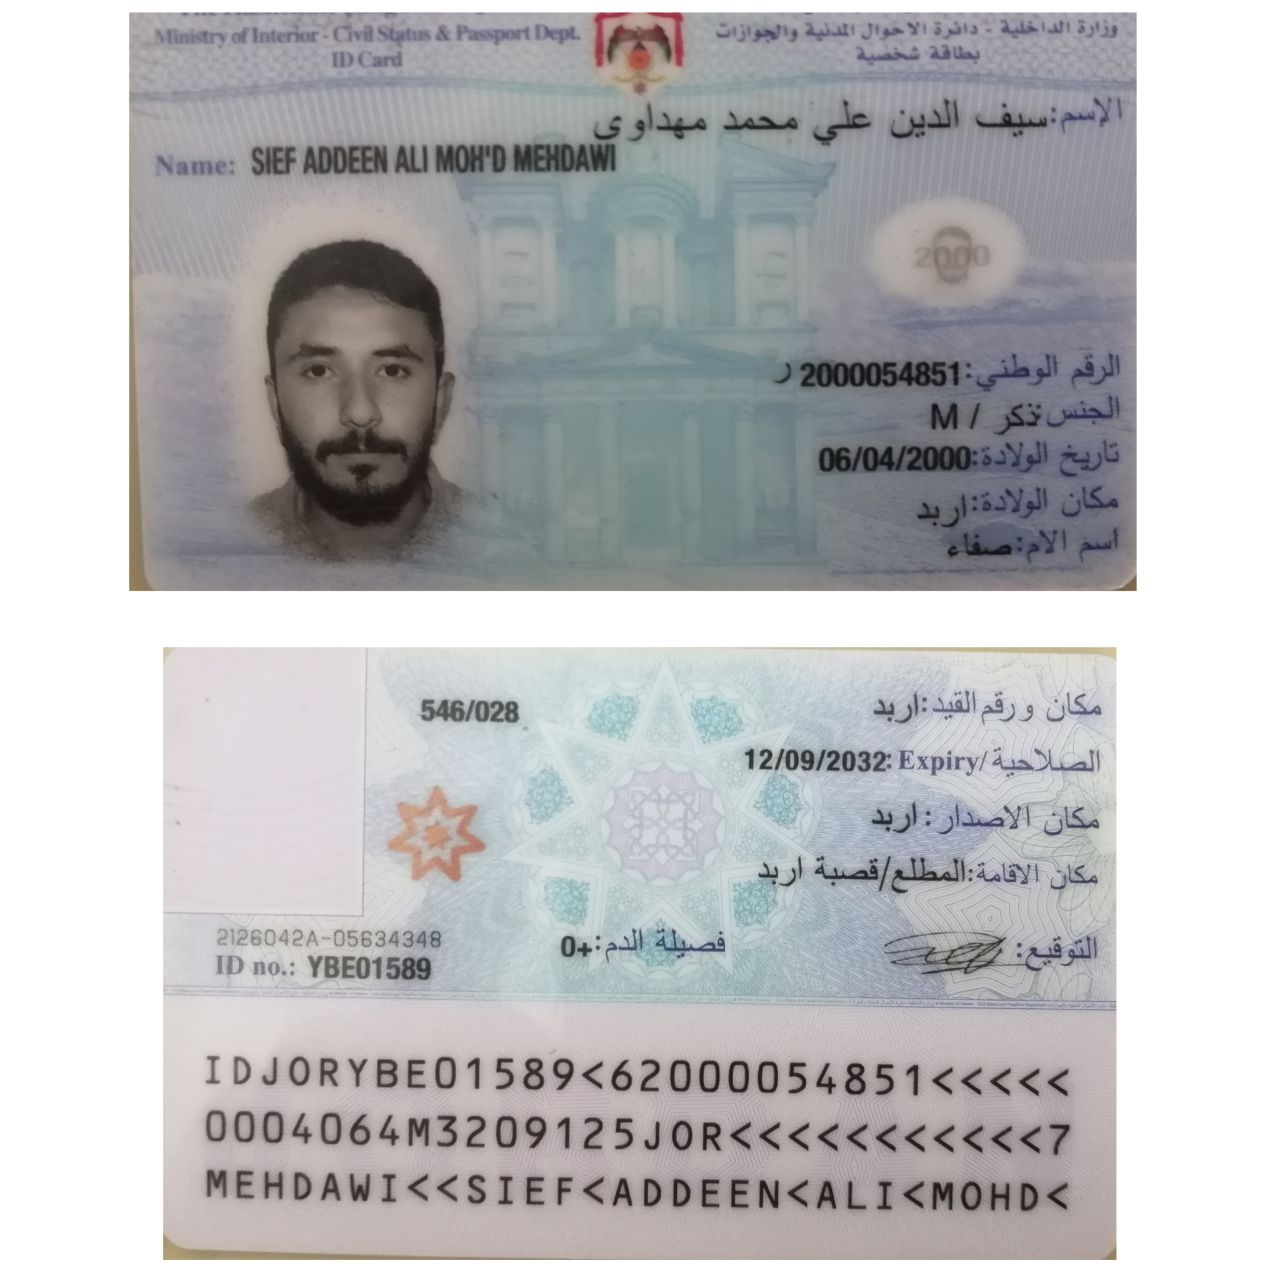 Ministry of Interior - Civil Status & Passport Dept.
وزارة الداخلية - دائرة الاحوال المدنية والجوازات
ID Card
بطاقة شخصية
الإسم: سيف الدين علي محمد مهداوي
Name: SIEF ADDEEN ALI MOH'D MEHDAWI
2000
الرقم الوطني: 2000054851 ر
الجنس ذكر / M
تاريخ الولادة: 06/04/2000
مكان الولادة: اربد
اسم الام: صفاء
مكان و رقم القيد: اربد 546/028
الصلاحية /Expiry :12/09/2032
مكان الاصدار : اربد
مكان الاقامة: المطلع/قصبة اربد
التوقيع:
فصيلة الدم: O+
2126042A-05634348
ID no.: YBE01589
IDJORYBE01589<62000054851<<<<<
0004064M3209125JOR<<<<<<<<<<<7
MEHDAWI<<SIEF<ADDEEN<ALI<MOHD<